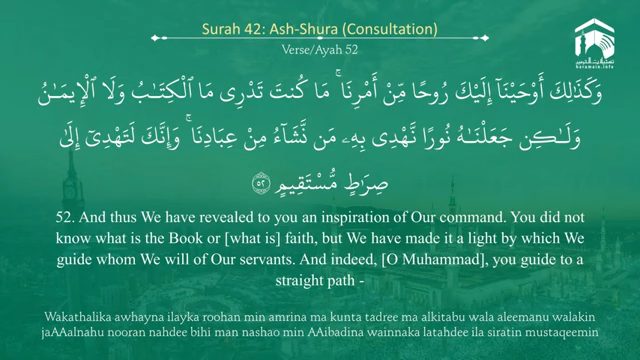 Surah 42: Ash-Shura (Consultation)
Verse/Ayah 52
haramain.info
وَكَذَٰلِكَ أَوْحَيْنَآ إِلَيْكَ رُوحًا مِّنْ أَمْرِنَا ۚ مَا كُنتَ تَدْرِى مَا ٱلْكِتَـٰبُ وَلَا ٱلْإِيمَـٰنُ
وَلَـٰكِن جَعَلْنَـٰهُ نُورًا نَّهْدِى بِهِۦ مَن نَّشَآءُ مِنْ عِبَادِنَا ۚ وَإِنَّكَ لَتَهْدِىٓ إِلَىٰ
صِرَٰطٍ مُّسْتَقِيمٍ ٥٢
52. And thus We have revealed to you an inspiration of Our command. You did not
know what is the Book or [what is] faith, but We have made it a light by which We
guide whom We will of Our servants. And indeed, [O Muhammad], you guide to a
straight path -
Wakathalika awhayna ilayka roohan min amrina ma kunta tadree ma alkitabu wala aleemanu walakin
jaAAalnahu nooran nahdee bihi man nashao min AAibadina wainnaka latahdee ila siratin mustaqeemin